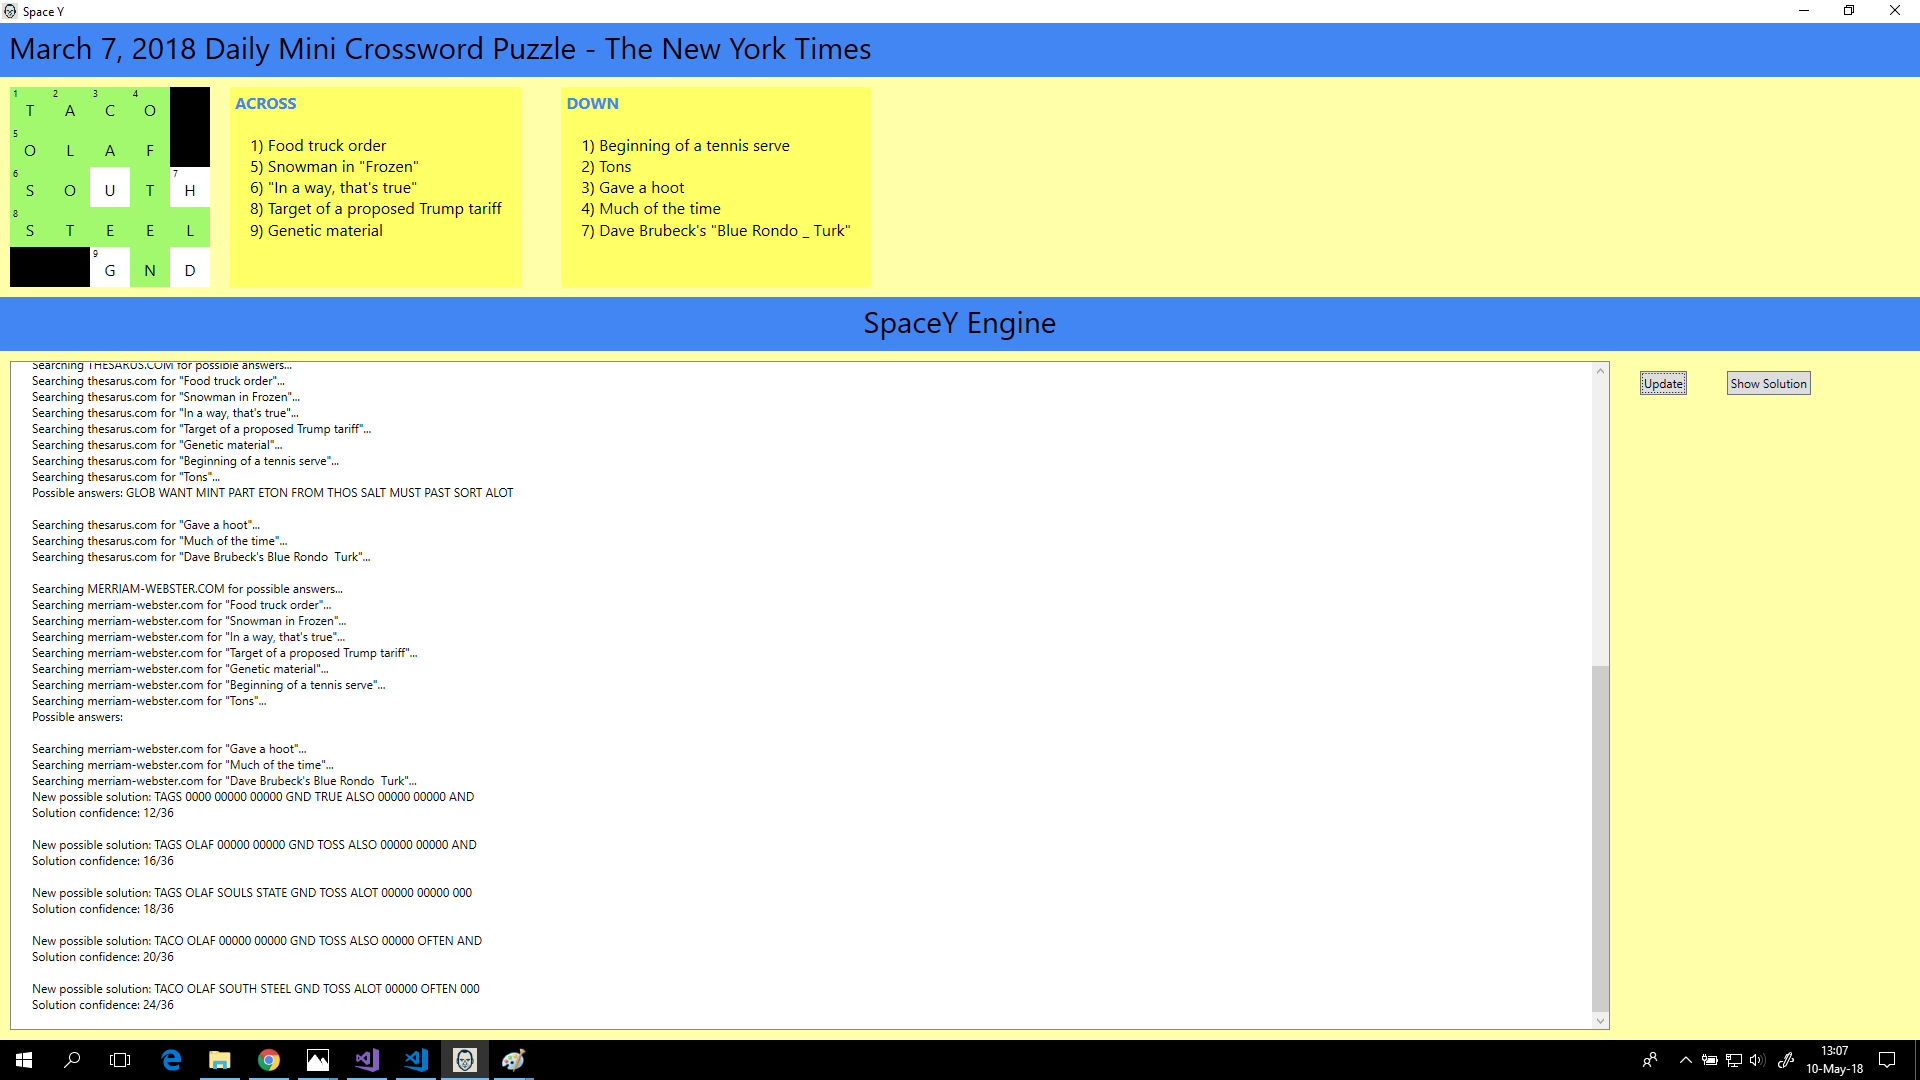 Space Y
March 7, 2018 Daily Mini Crossword Puzzle - The New York Times
1 T 2 A 3 C 4 O
5 O L A F
6 S O U T 7 H
8 S T E E L
9 G N D
ACROSS
1) Food truck order
5) Snowman in "Frozen"
6) "In a way, that's true"
8) Target of a proposed Trump tariff
9) Genetic material
DOWN
1) Beginning of a tennis serve
2) Tons
3) Gave a hoot
4) Much of the time
7) Dave Brubeck's "Blue Rondo _ Turk"
SpaceY Engine
Searching THESARUS.COM for possible answers...
Searching thesarus.com for "Food truck order"...
Searching thesarus.com for "Snowman in Frozen"...
Searching thesarus.com for "In a way, that's true"...
Searching thesarus.com for "Target of a proposed Trump tariff"...
Searching thesarus.com for "Genetic material"...
Searching thesarus.com for "Beginning of a tennis serve"...
Searching thesarus.com for "Tons"...
Possible answers: GLOB WANT MINT PART ETON FROM THOS SALT MUST PAST SORT ALOT
Searching thesarus.com for "Gave a hoot"...
Searching thesarus.com for "Much of the time"...
Searching thesarus.com for "Dave Brubeck's Blue Rondo  Turk"...
Searching MERRIAM-WEBSTER.COM for possible answers...
Searching merriam-webster.com for "Food truck order"...
Searching merriam-webster.com for "Snowman in Frozen"...
Searching merriam-webster.com for "In a way, that's true"...
Searching merriam-webster.com for "Target of a proposed Trump tariff"...
Searching merriam-webster.com for "Genetic material"...
Searching merriam-webster.com for "Beginning of a tennis serve"...
Searching merriam-webster.com for "Tons"...
Possible answers:
Searching merriam-webster.com for "Gave a hoot"...
Searching merriam-webster.com for "Much of the time"...
Searching merriam-webster.com for "Dave Brubeck's Blue Rondo  Turk"...
New possible solution: TAGS 0000 00000 00000 GND TRUE ALSO 00000 00000 AND
Solution confidence: 12/36
New possible solution: TAGS OLAF 00000 00000 GND TOSS ALSO 00000 00000 AND
Solution confidence: 16/36
New possible solution: TAGS OLAF SOULS STATE GND TOSS ALOT 00000 00000 000
Solution confidence: 18/36
New possible solution: TACO OLAF 00000 00000 GND TOSS ALSO 00000 OFTEN AND
Solution confidence: 20/36
New possible solution: TACO OLAF SOUTH STEEL GND TOSS ALOT 00000 OFTEN 000
Solution confidence: 24/36
Update
Show Solution
13:07
10-May-18